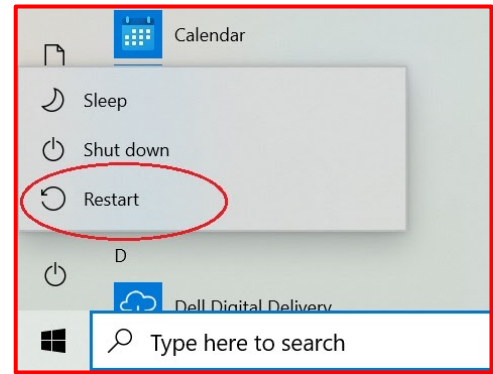 Calendar
Sleep
Shut down
Restart
D
Dell Digital Delivery
Type here to search